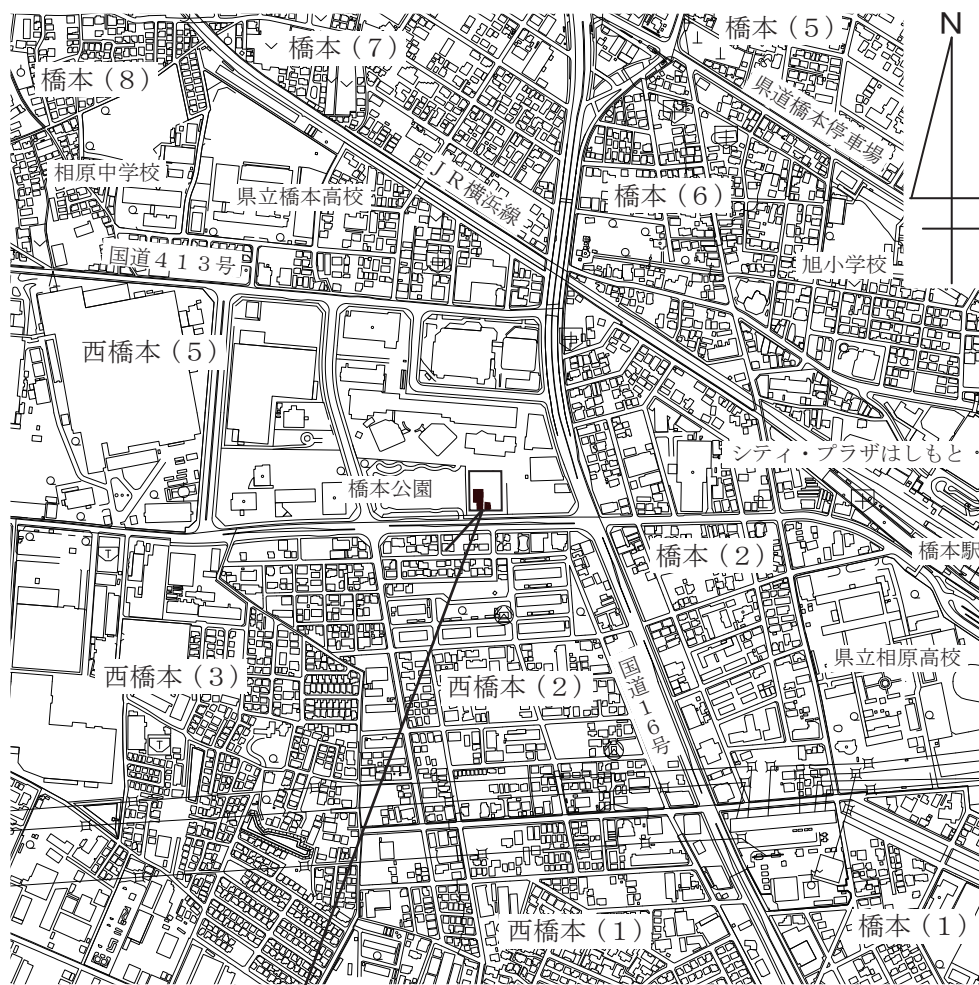 橋本（5）
N
橋本（7）
橋本（8）
県道橋本停車場
相原中学校
県立橋本高校
ＪＲ横浜線
橋本（6）
国道４１３号
旭小学校
西橋本（5）
シティ・プラザはしもと
橋本公園
橋本（2）
橋本駅
県立相原高校
西橋本（3）
西橋本（2）
国道16号
西橋本（1）
橋本（1）